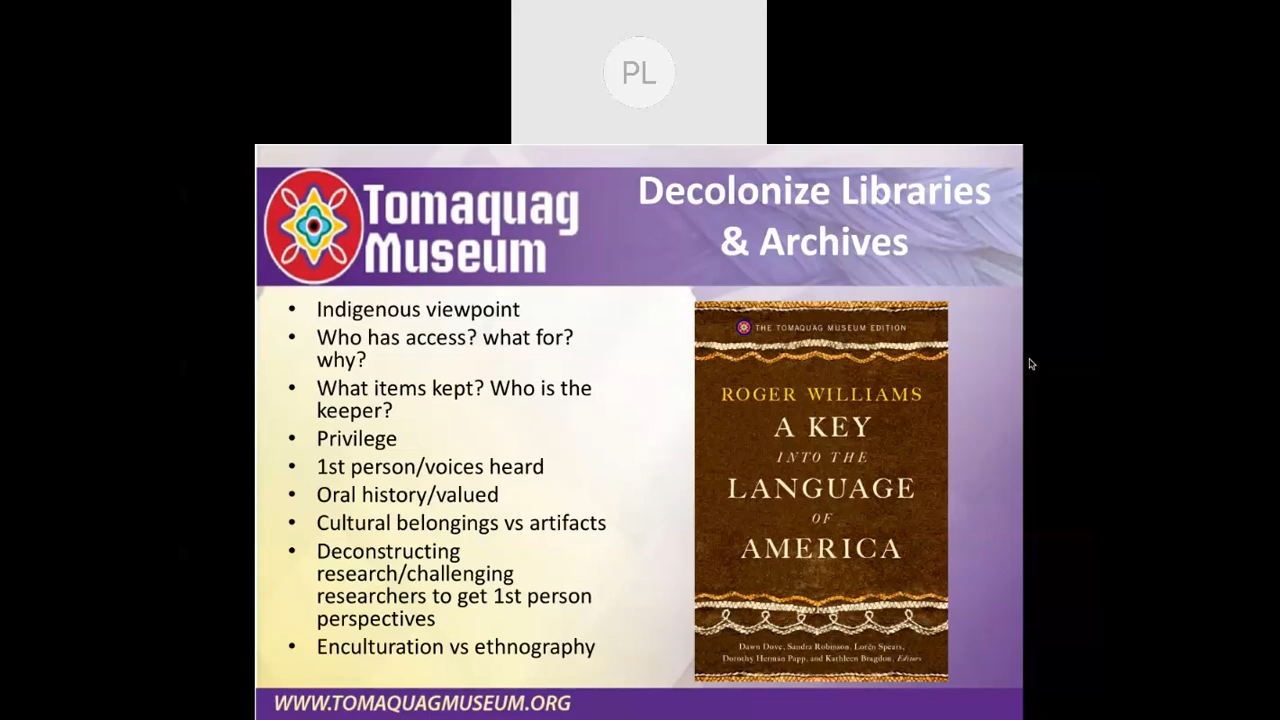 PL
Tomaquag
Museum
Decolonize Libraries
& Archives
• Indigenous viewpoint
• Who has access? what for?
why?
• What items kept? Who is the
keeper?
• Privilege
• 1st person/voices heard
• Oral history/valued
• Cultural belongings vs artifacts
• Deconstructing
research/challenging
researchers to get 1st person
perspectives
• Enculturation vs ethnography
THE TOMAQUAG MUSEUM EDITION
ROGER WILLIAMS
A KEY
INTO THE
LANGUAGE
OF
AMERICA
Dawn Dove, Sandra Robinson, Lorén Spears,
Dorothy Herman Papp, and Kathleen Bragdon, Editors
WWW.TOMAQUAGMUSEUM.ORG